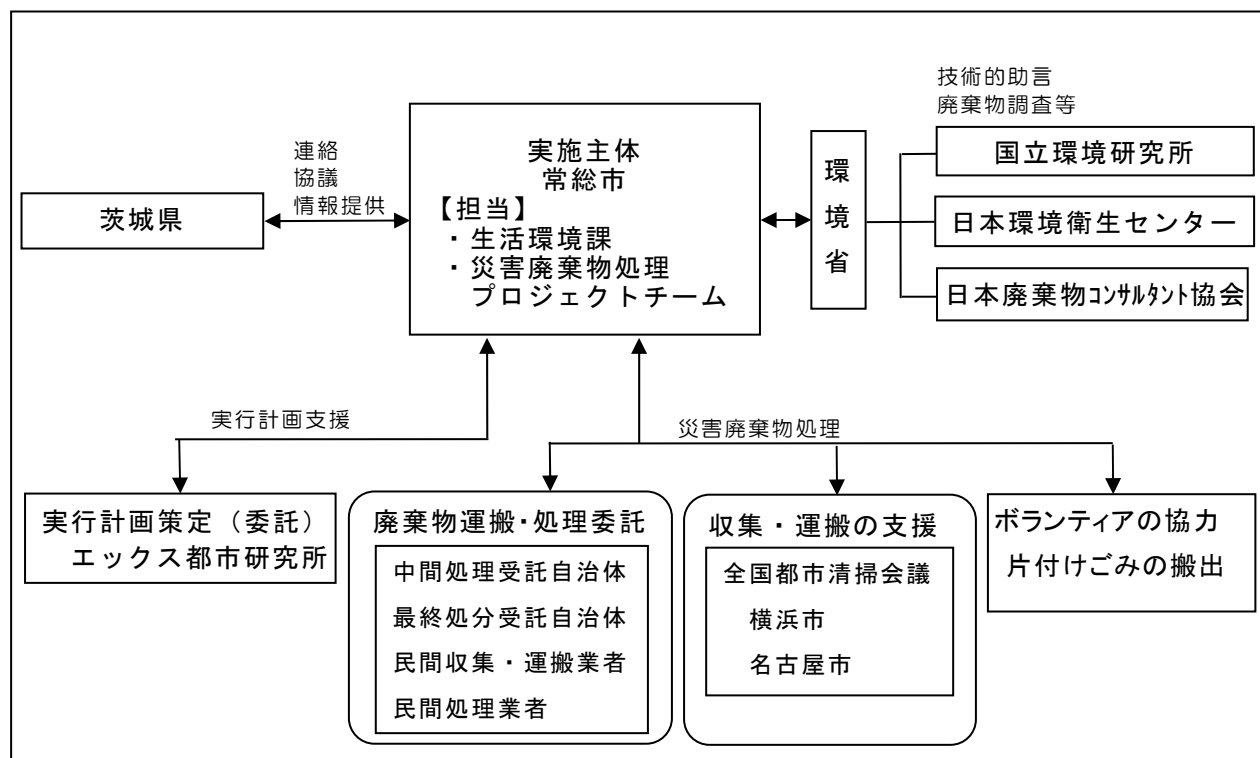 技術的助言
廃棄物調査等
連絡
協議
情報提供
茨城県
実施主体
常総市
【担当】
・生活環境課
・災害廃棄物処理
プロジェクトチーム
環境省
国立環境研究所
日本環境衛生センター
日本廃棄物ｺﾝｻﾙﾀﾝﾄ協会
実行計画支援
災害廃棄物処理
実行計画策定（委託）
エックス都市研究所
廃棄物運搬・処理委託
中間処理受託自治体
最終処分受託自治体
民間収集・運搬業者
民間処理業者
収集・運搬の支援
全国都市清掃会議
横浜市
名古屋市
ボランティアの協力
片付けごみの搬出